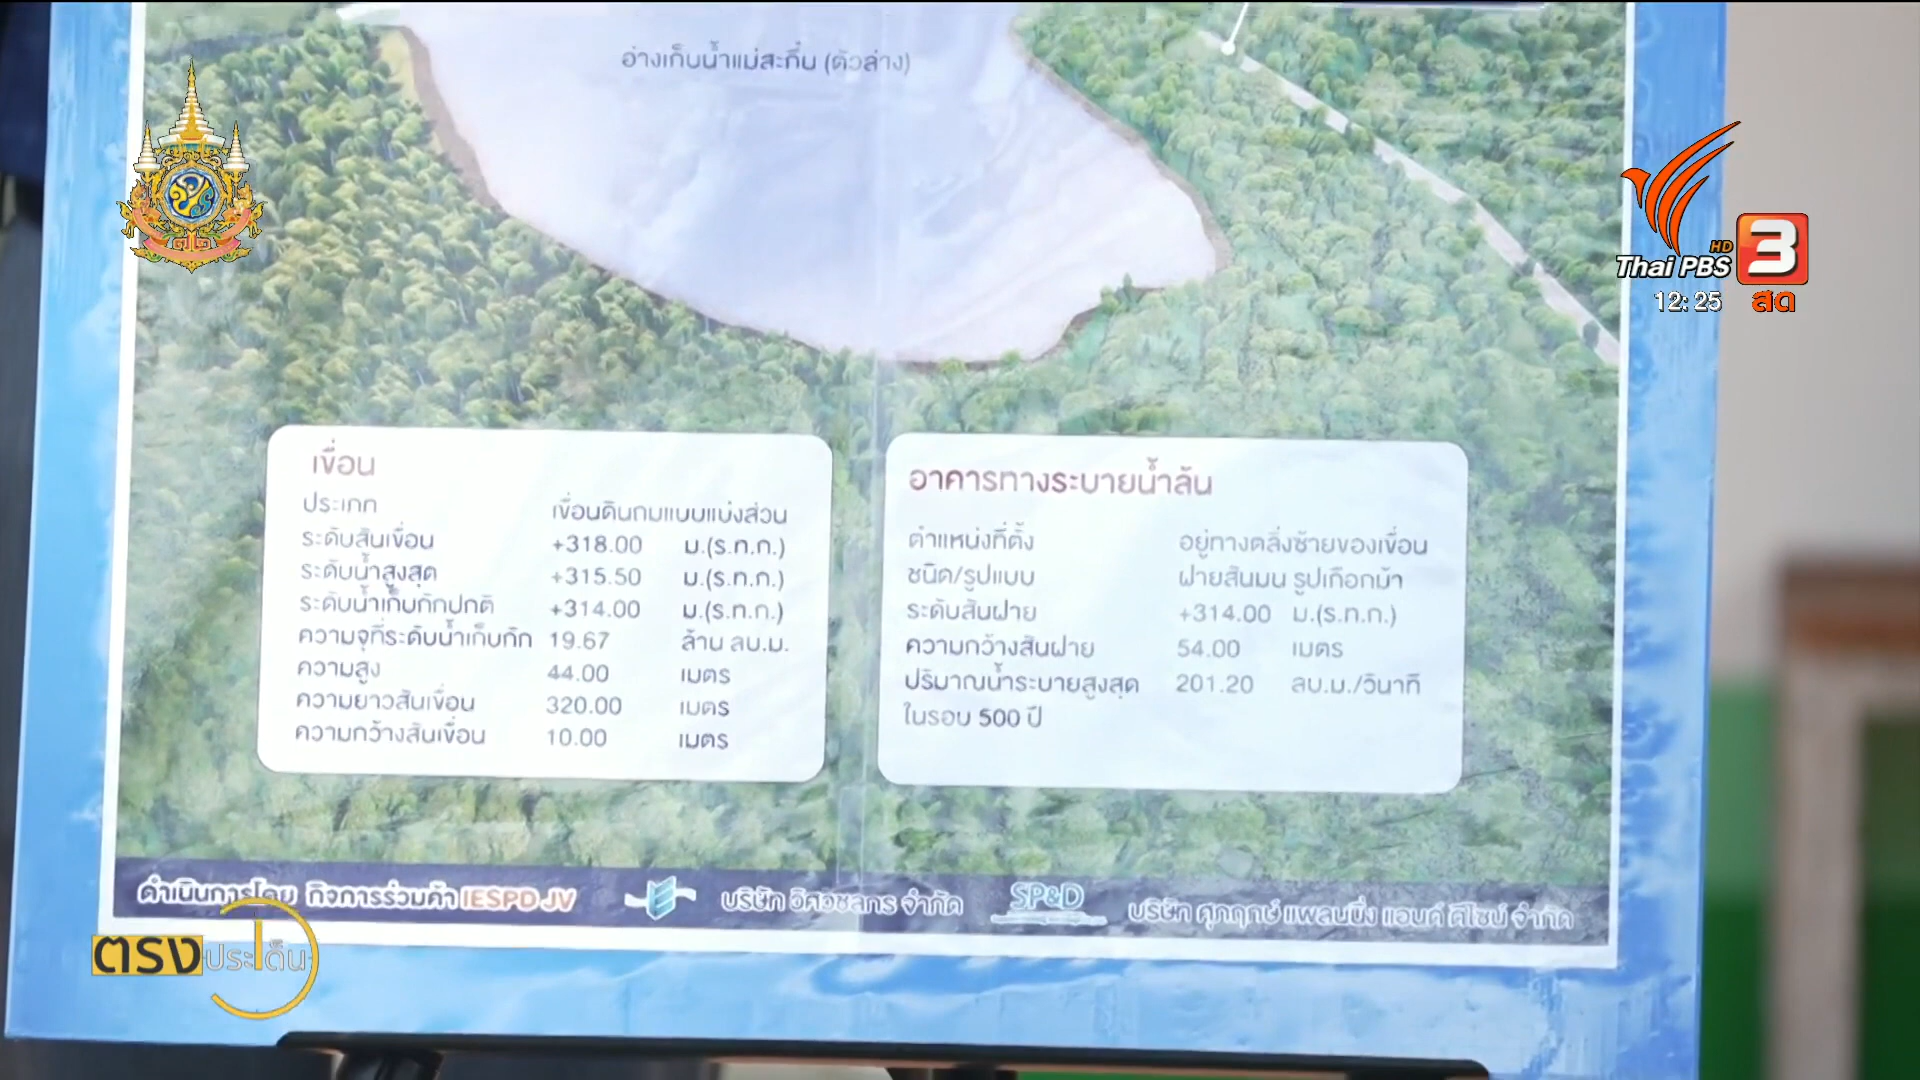 อ่างเก็บน้ำแม่สะกึ๋น (ตัวล่าง)
HD
Thai PBS 3
12:25 สด
เขื่อน
ประเภท เขื่อนดินถมแบบแบ่งส่วน
ระดับสันเขื่อน +318.00 ม.(ร.ท.ก.)
ระดับน้ำสูงสุด +315.50 ม.(ร.ท.ก.)
ระดับน้ำเก็บกักปกติ +314.00 ม.(ร.ท.ก.)
ความจุที่ระดับน้ำเก็บกัก 19.67 ล้าน ลบ.ม.
ความสูง 44.00 เมตร
ความยาวสันเขื่อน 320.00 เมตร
ความกว้างสันเขื่อน 10.00 เมตร
อาคารทางระบายน้ำล้น
ตำแหน่งที่ตั้ง อยู่ทางตลิ่งซ้ายของเขื่อน
ชนิด/รูปแบบ ฝายสันมน รูปเกือกม้า
ระดับสันฝาย +314.00 ม.(ร.ท.ก.)
ความกว้างสันฝาย 54.00 เมตร
ปริมาณน้ำระบายสูงสุด 201.20 ลบ.ม./วินาที
ในรอบ 500 ปี
ดำเนินการโดย กิจการร่วมค้า IESPD JV บริษัท อิศวชลกร จำกัด SP&D บริษัท ศุภฤกษ์ แพลนนิ่ง แอนด์ ดีไซน์ จำกัด
ตรงประเด็น